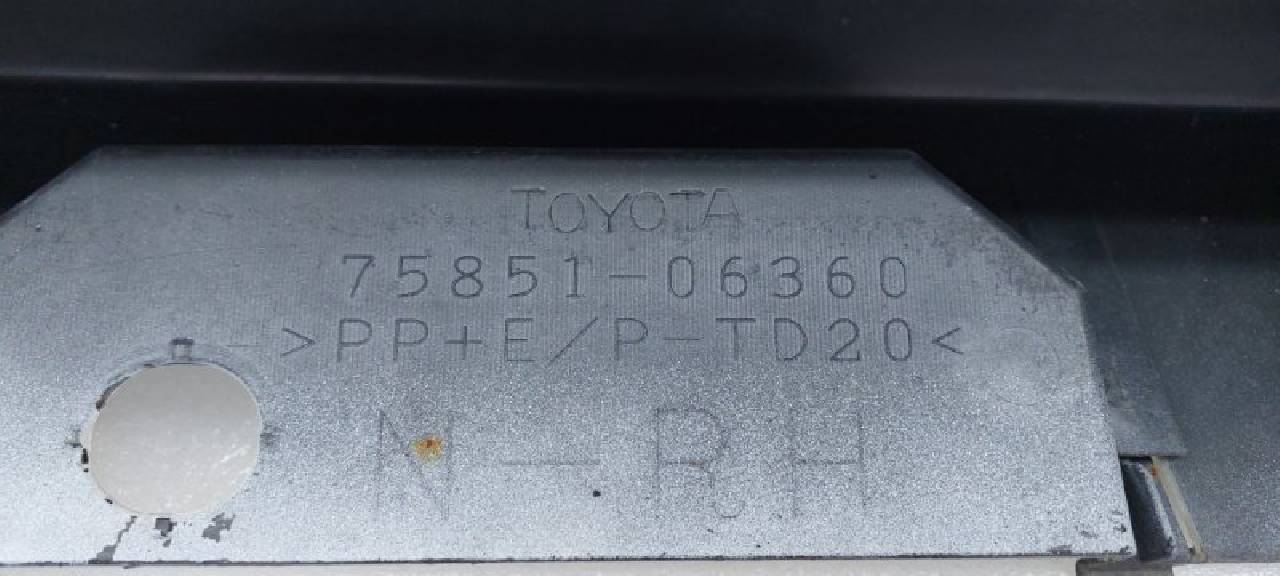 TOYOTA
75851-06360
>PP+E/P-TD20<
N-RH